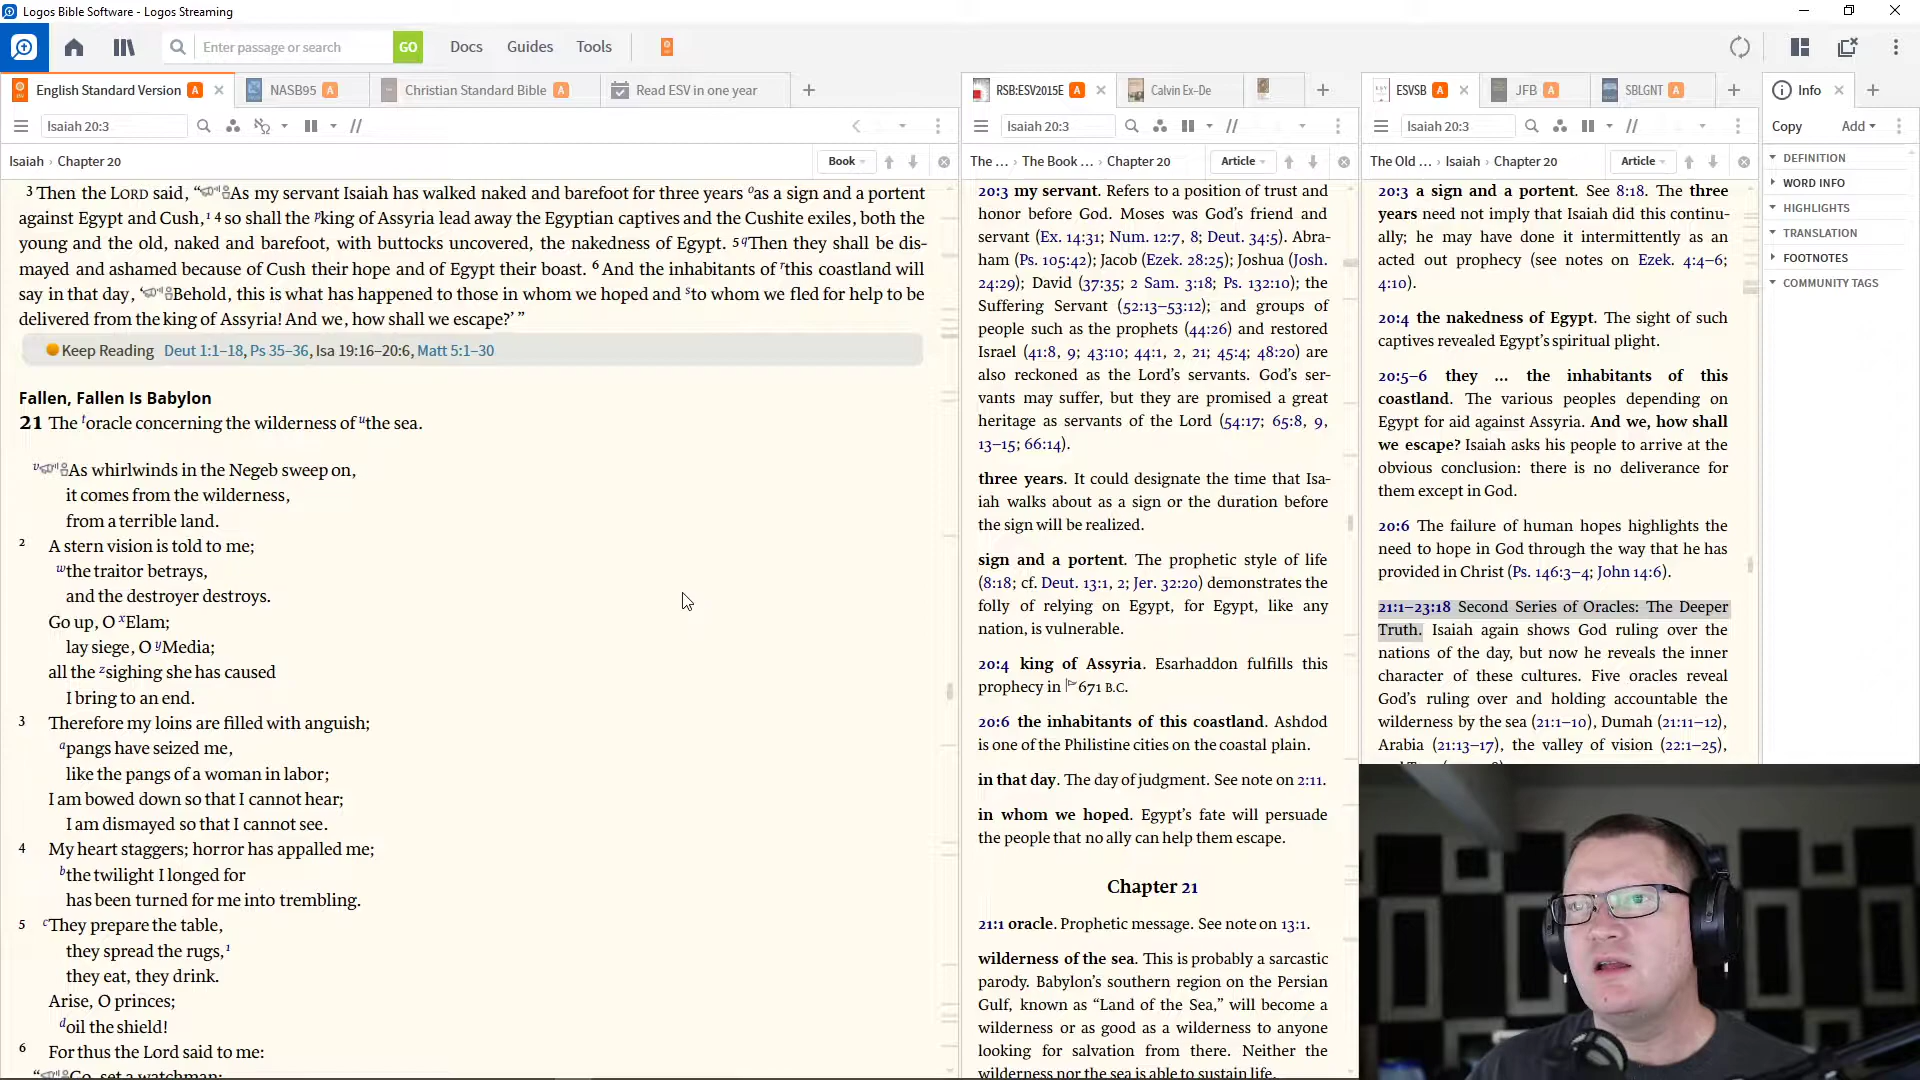 Logos Bible Software - Logos Streaming
Enter passage or search
GO
Docs
Guides
Tools
English Standard Version A
NASB95 A
Christian Standard Bible A
Read ESV in one year
RSB:ESV2015E A
Calvin Ex-De
ESVSB A
JFB A
SBLGNT A
Info
Isaiah 20:3
Isaiah 20:3
Isaiah 20:3
Copy
Add
Isaiah › Chapter 20
Book
The ... › The Book ... › Chapter 20
Article
The Old ... › Isaiah › Chapter 20
Article
3 Then the LORD said, “As my servant Isaiah has walked naked and barefoot for three years o as a sign and a portent
against Egypt and Cush,1 4 so shall the p king of Assyria lead away the Egyptian captives and the Cushite exiles, both the
young and the old, naked and barefoot, with buttocks uncovered, the nakedness of Egypt. 5 q Then they shall be dis-
mayed and ashamed because of Cush their hope and of Egypt their boast. 6 And the inhabitants of r this coastland will
say in that day, ‘Behold, this is what has happened to those in whom we hoped and s to whom we fled for help to be
delivered from the king of Assyria! And we, how shall we escape?’ ”
Keep Reading Deut 1:1–18, Ps 35–36, Isa 19:16–20:6, Matt 5:1–30
Fallen, Fallen Is Babylon
21 The t oracle concerning the wilderness of u the sea.
v As whirlwinds in the Negeb sweep on,
it comes from the wilderness,
from a terrible land.
2 A stern vision is told to me;
w the traitor betrays,
and the destroyer destroys.
Go up, O x Elam;
lay siege, O y Media;
all the z sighing she has caused
I bring to an end.
3 Therefore my loins are filled with anguish;
a pangs have seized me,
like the pangs of a woman in labor;
I am bowed down so that I cannot hear;
I am dismayed so that I cannot see.
4 My heart staggers; horror has appalled me;
b the twilight I longed for
has been turned for me into trembling.
5 c They prepare the table,
they spread the rugs,1
they eat, they drink.
Arise, O princes;
d oil the shield!
6 For thus the Lord said to me:
“Go, set a watchman;
20:3 my servant. Refers to a position of trust and
honor before God. Moses was God’s friend and
servant (Ex. 14:31; Num. 12:7, 8; Deut. 34:5). Abra-
ham (Ps. 105:42); Jacob (Ezek. 28:25); Joshua (Josh.
24:29); David (37:35; 2 Sam. 3:18; Ps. 132:10); the
Suffering Servant (52:13–53:12); and groups of
people such as the prophets (44:26) and restored
Israel (41:8, 9; 43:10; 44:1, 2, 21; 45:4; 48:20) are
also reckoned as the Lord’s servants. God’s ser-
vants may suffer, but they are promised a great
heritage as servants of the Lord (54:17; 65:8, 9,
13–15; 66:14).
three years. It could designate the time that Isa-
iah walks about as a sign or the duration before
the sign will be realized.
sign and a portent. The prophetic style of life
(8:18; cf. Deut. 13:1, 2; Jer. 32:20) demonstrates the
folly of relying on Egypt, for Egypt, like any
nation, is vulnerable.
20:4 king of Assyria. Esarhaddon fulfills this
prophecy in 671 B.C.
20:6 the inhabitants of this coastland. Ashdod
is one of the Philistine cities on the coastal plain.
in that day. The day of judgment. See note on 2:11.
in whom we hoped. Egypt’s fate will persuade
the people that no ally can help them escape.
Chapter 21
21:1 oracle. Prophetic message. See note on 13:1.
wilderness of the sea. This is probably a sarcastic
parody. Babylon’s southern region on the Persian
Gulf, known as “Land of the Sea,” will become a
wilderness or as good as a wilderness to anyone
looking for salvation from there. Neither the
wilderness nor the sea is able to sustain life.
20:3 a sign and a portent. See 8:18. The three
years need not imply that Isaiah did this continu-
ally; he may have done it intermittently as an
acted out prophecy (see notes on Ezek. 4:4–6;
4:10).
20:4 the nakedness of Egypt. The sight of such
captives revealed Egypt’s spiritual plight.
20:5–6 they ... the inhabitants of this
coastland. The various peoples depending on
Egypt for aid against Assyria. And we, how shall
we escape? Isaiah asks his people to arrive at the
obvious conclusion: there is no deliverance for
them except in God.
20:6 The failure of human hopes highlights the
need to hope in God through the way that he has
provided in Christ (Ps. 146:3–4; John 14:6).
21:1–23:18 Second Series of Oracles: The Deeper
Truth. Isaiah again shows God ruling over the
nations of the day, but now he reveals the inner
character of these cultures. Five oracles reveal
God’s ruling over and holding accountable the
wilderness by the sea (21:1–10), Dumah (21:11–12),
Arabia (21:13–17), the valley of vision (22:1–25),
DEFINITION
WORD INFO
HIGHLIGHTS
TRANSLATION
FOOTNOTES
COMMUNITY TAGS